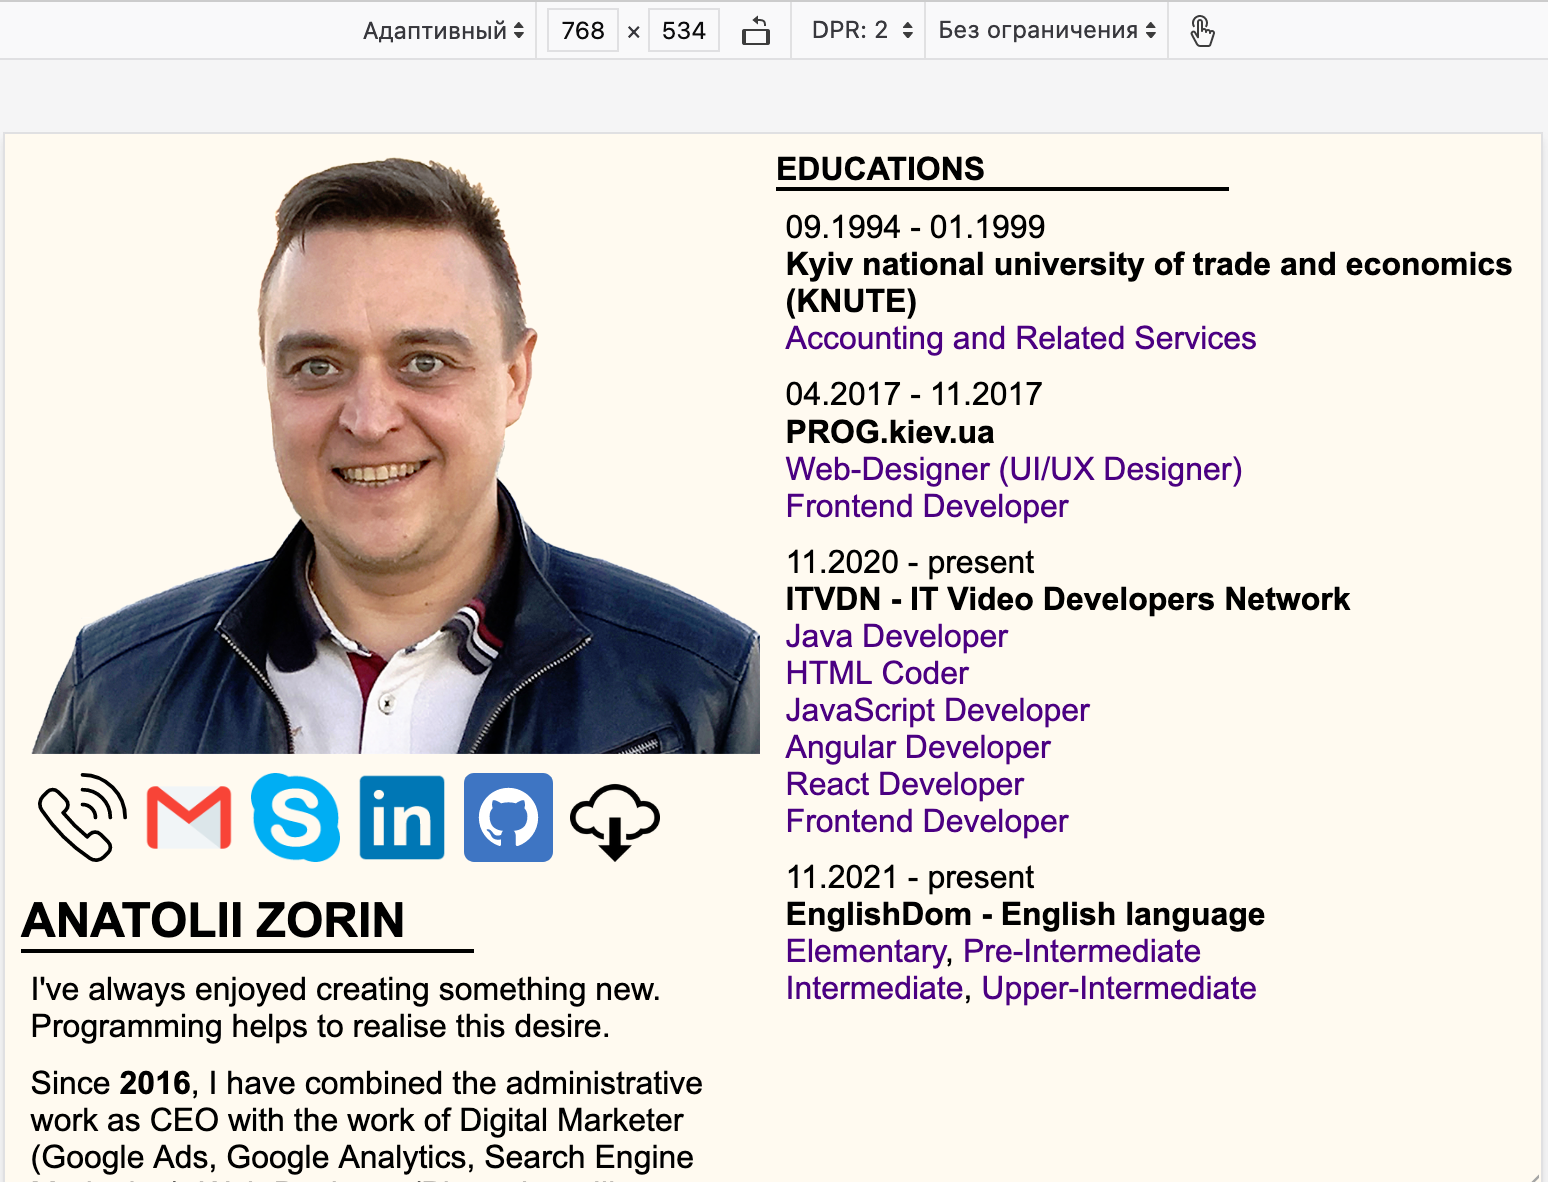 Адаптивный 768 × 534 DPR: 2 Без ограничения
S
in
ANATOLII ZORIN
I've always enjoyed creating something new.
Programming helps to realise this desire.
Since 2016, I have combined the administrative
work as CEO with the work of Digital Marketer
(Google Ads, Google Analytics, Search Engine
EDUCATIONS
09.1994 - 01.1999
Kyiv national university of trade and economics
(KNUTE)
Accounting and Related Services
04.2017 - 11.2017
PROG.kiev.ua
Web-Designer (UI/UX Designer)
Frontend Developer
11.2020 - present
ITVDN - IT Video Developers Network
Java Developer
HTML Coder
JavaScript Developer
Angular Developer
React Developer
Frontend Developer
11.2021 - present
EnglishDom - English language
Elementary, Pre-Intermediate
Intermediate, Upper-Intermediate